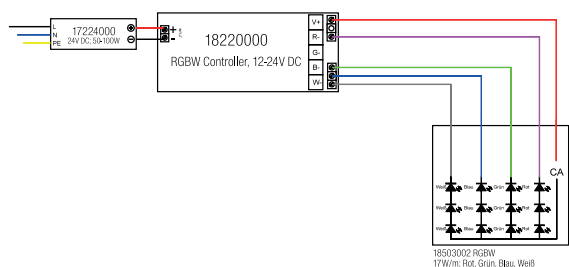 L
N
PE
17224000
24V DC; 50-100W
+
-
18220000
RGBW Controller, 12-24V DC
V+
R-
G-
B-
W-
CA
Weiß Blau Grün Rot
Weiß Blau Grün Rot
Weiß Blau Grün Rot
18503002 RGBW
17W/m: Rot, Grün, Blau, Weiß